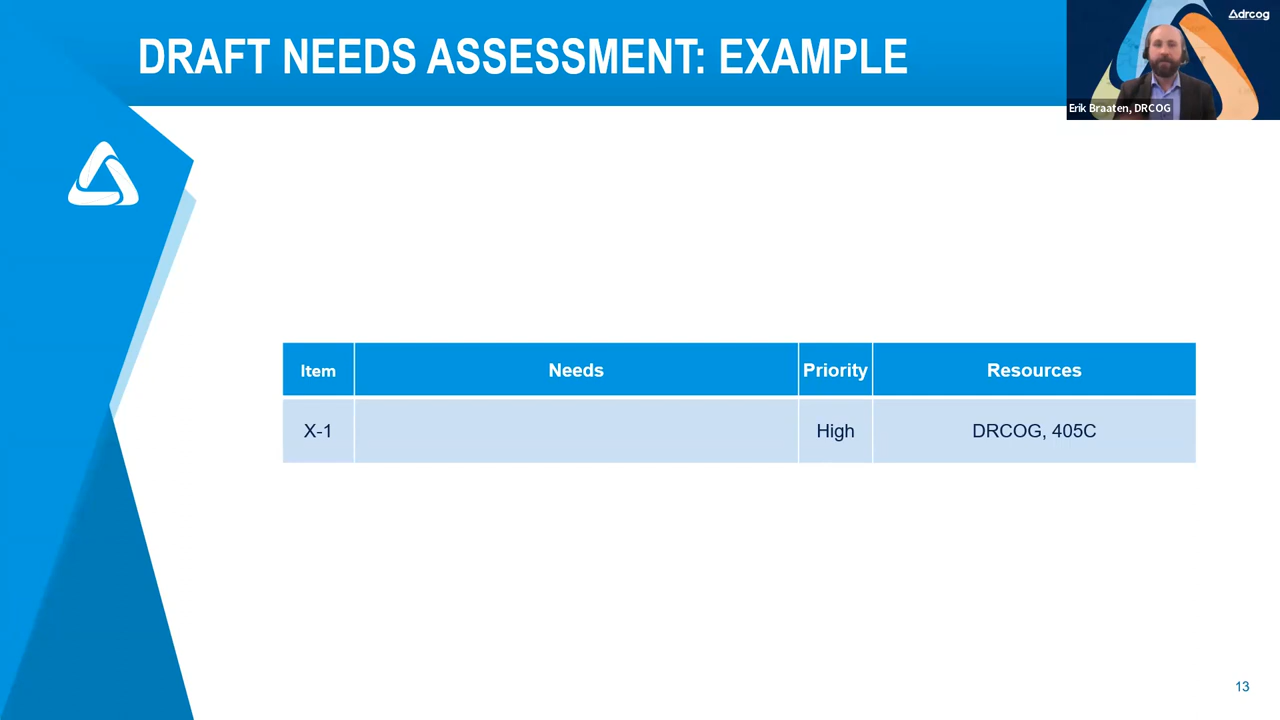 DRAFT NEEDS ASSESSMENT: EXAMPLE
drcog
Erik Braaten, DRCOG
Item Needs Priority Resources
X-1 High DRCOG, 405C
13